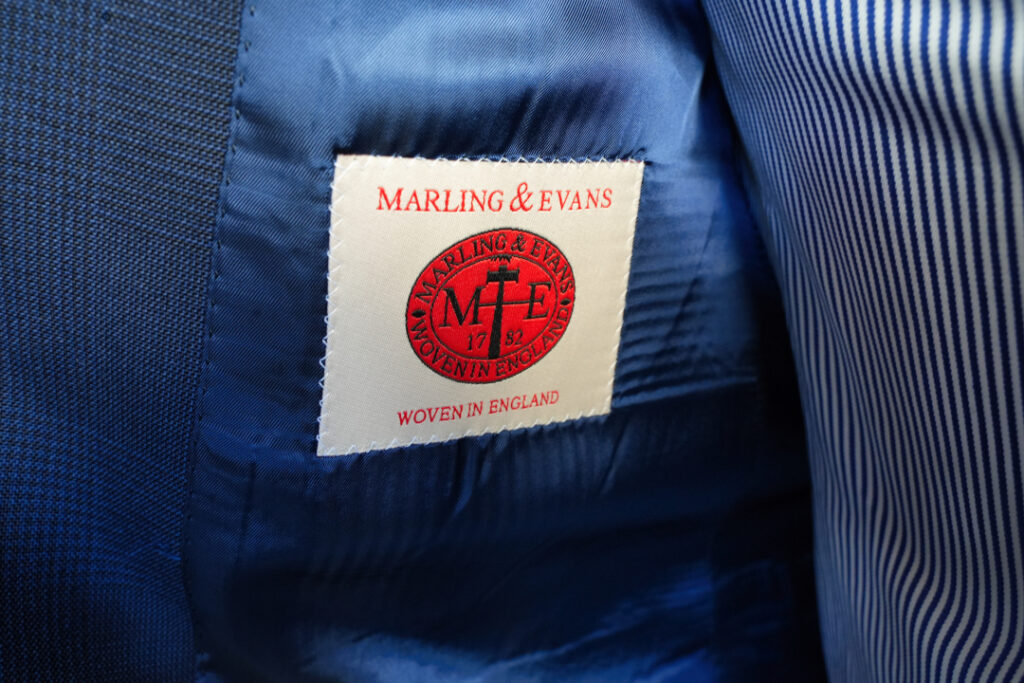 MARLING & EVANS
MARLING & EVANS
M E
17 82
WOVEN IN ENGLAND
WOVEN IN ENGLAND